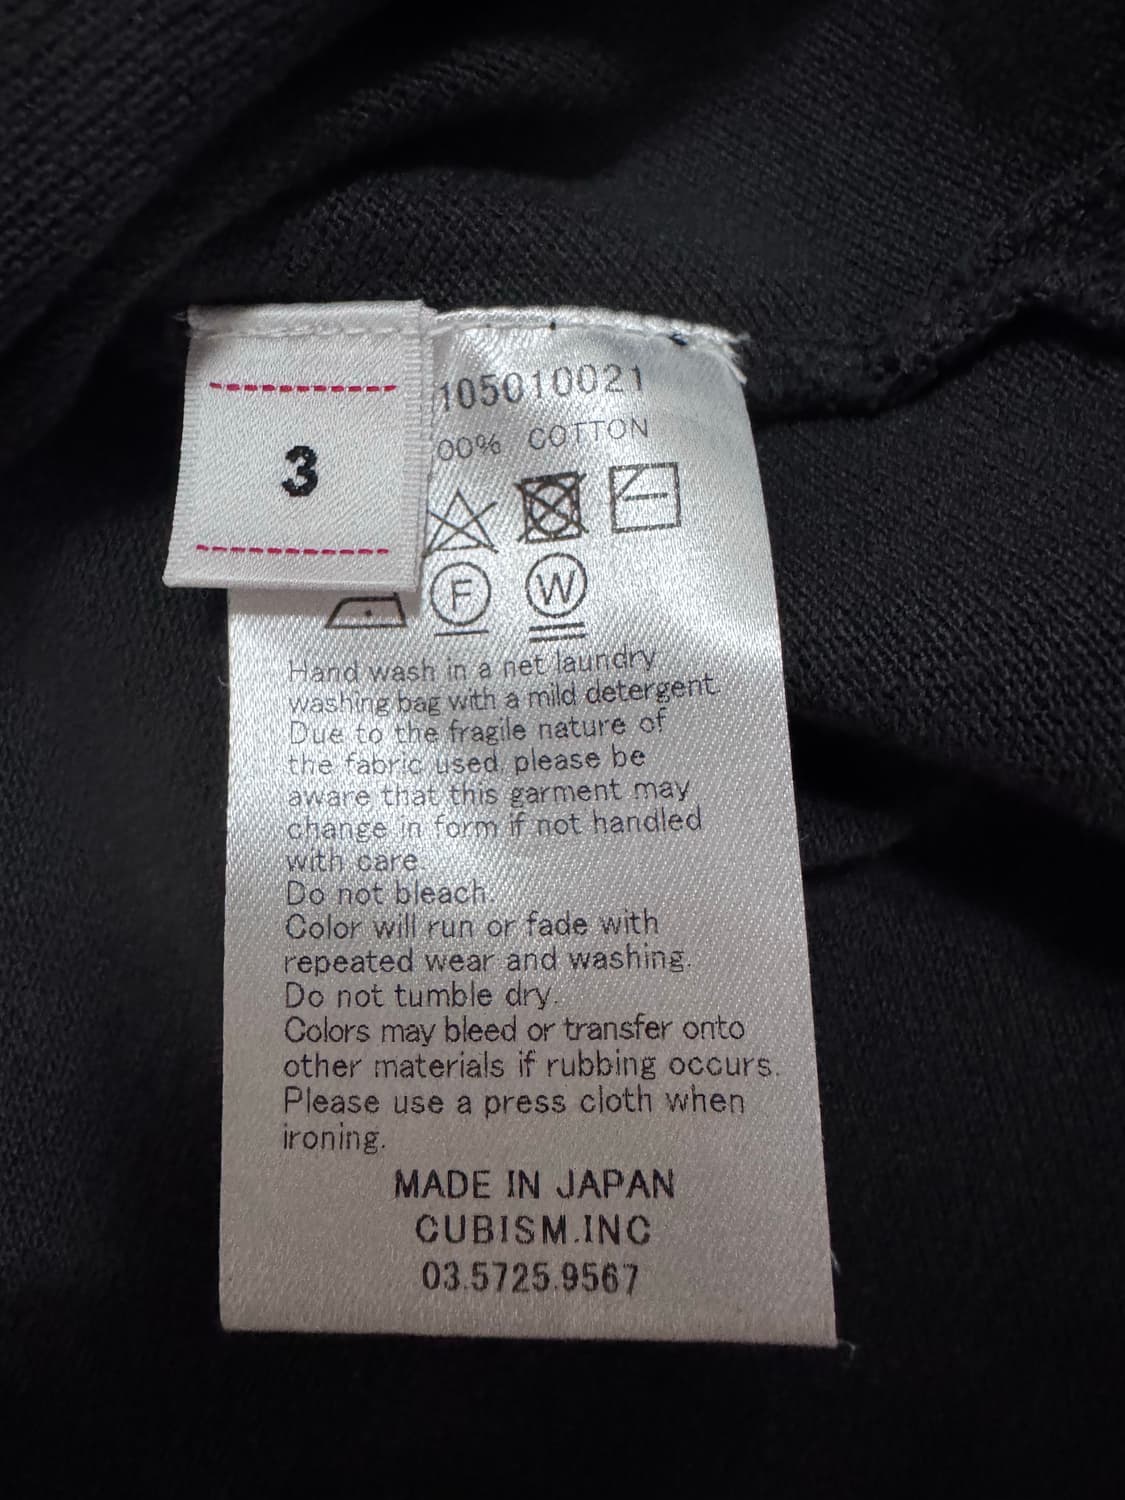 3
105010021
00% COTTON
F W
Hand wash in a net laundry
washing bag with a mild detergent.
Due to the fragile nature of
the fabric used, please be
aware that this garment may
change in form if not handled
with care.
Do not bleach.
Color will run or fade with
repeated wear and washing.
Do not tumble dry.
Colors may bleed or transfer onto
other materials if rubbing occurs.
Please use a press cloth when
ironing.
MADE IN JAPAN
CUBISM.INC
03.5725.9567